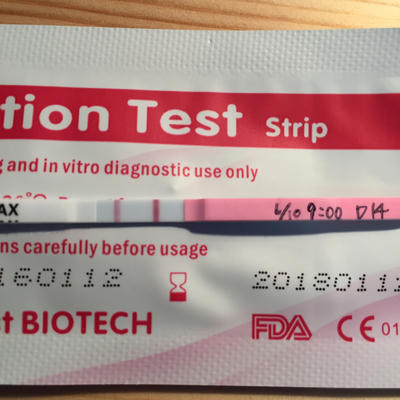 tion Test Strip
g and in vitro diagnostic use only
AX
6/10 9:00 D14
ns carefully before usage
160112
20180111
st BIOTECH
FDA CE 01